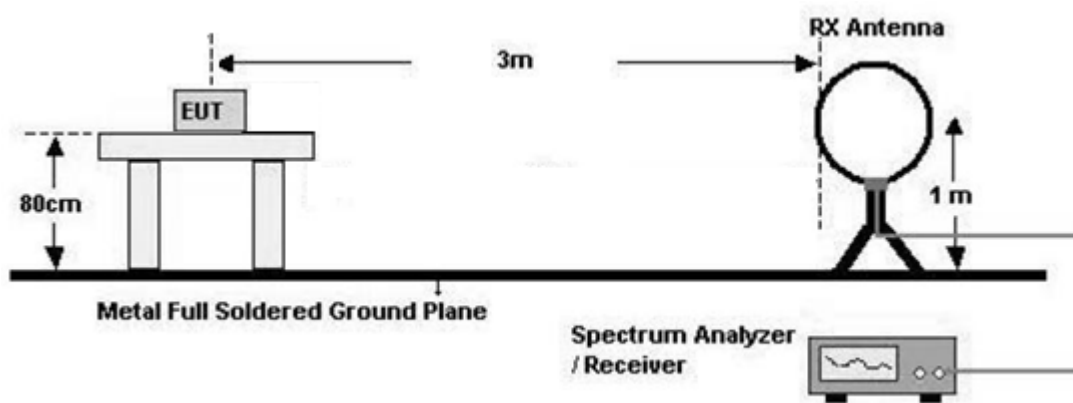 RX Antenna
3m
EUT
80cm
1 m
Metal Full Soldered Ground Plane
Spectrum Analyzer
/ Receiver